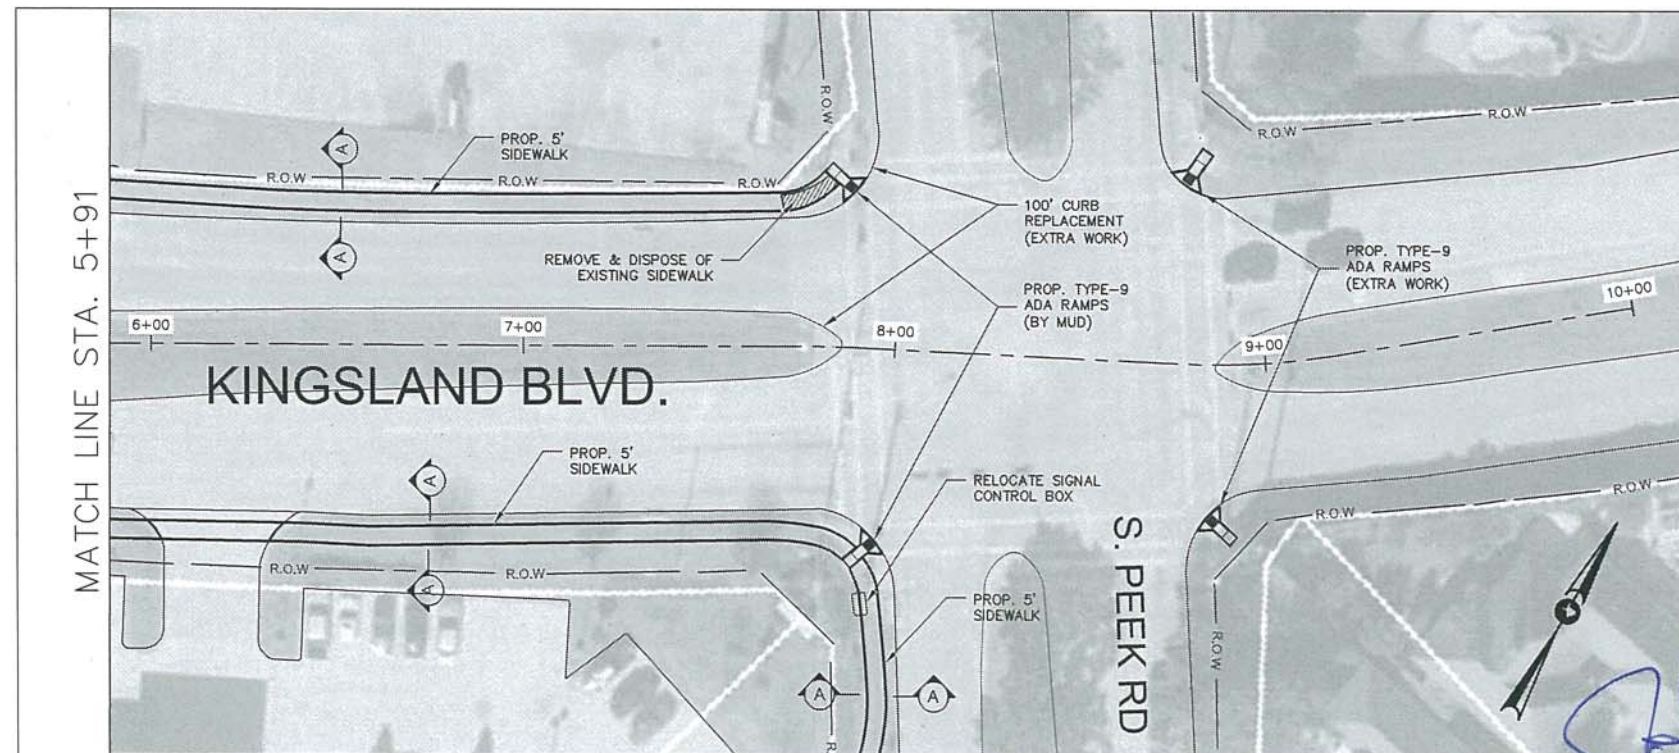 MATCH LINE STA. 5+91
R.O.W
R.O.W
R.O.W
PROP. 5'
SIDEWALK
A
R.O.W
R.O.W
R.O.W
100' CURB
REPLACEMENT
(EXTRA WORK)
A
REMOVE & DISPOSE OF
EXISTING SIDEWALK
PROP. TYPE-9
ADA RAMPS
(EXTRA WORK)
PROP. TYPE-9
ADA RAMPS
(BY MUD)
6+00
7+00
8+00
9+00
10+00
KINGSLAND BLVD.
PROP. 5'
SIDEWALK
A
RELOCATE SIGNAL
CONTROL BOX
R.O.W
R.O.W
S. PEEK RD
R.O.W
R.O.W
A
PROP. 5'
SIDEWALK
R.O.W
A
A
R